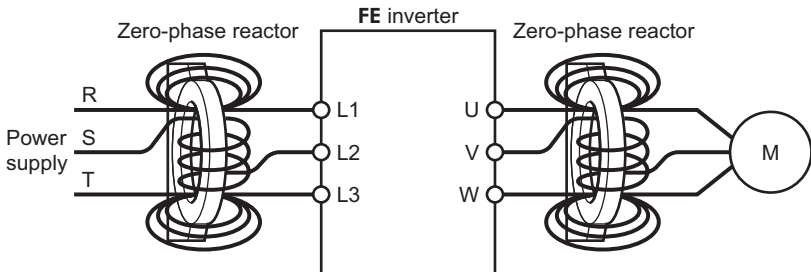 FE inverter
Zero-phase reactor
Zero-phase reactor
R
L1
U
Power
supply
S
L2
V
M
T
L3
W